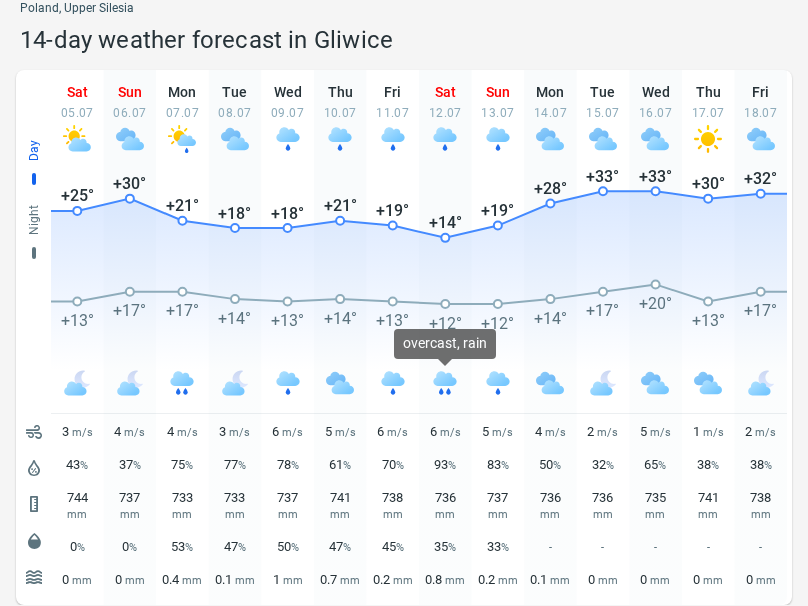 Poland, Upper Silesia
14-day weather forecast in Gliwice
Sat Sun Mon Tue Wed Thu Fri Sat Sun Mon Tue Wed Thu Fri
05.07 06.07 07.07 08.07 09.07 10.07 11.07 12.07 13.07 14.07 15.07 16.07 17.07 18.07
Day
+25° +30° +21° +18° +18° +21° +19° +14° +19° +28° +33° +33° +30° +32°
Night
+13° +17° +17° +14° +13° +14° +13° +12° +12° +14° +17° +20° +13° +17°
overcast, rain
3 m/s 4 m/s 4 m/s 3 m/s 6 m/s 5 m/s 6 m/s 6 m/s 5 m/s 4 m/s 2 m/s 5 m/s 1 m/s 2 m/s
43% 37% 75% 77% 78% 61% 70% 93% 83% 50% 32% 65% 38% 38%
744 737 733 733 737 741 738 736 737 736 736 735 741 738
mm mm mm mm mm mm mm mm mm mm mm mm mm mm
0% 0% 53% 47% 50% 47% 45% 35% 33% - - - - -
0 mm 0 mm 0.4 mm 0.1 mm 1 mm 0.7 mm 0.2 mm 0.8 mm 0.2 mm 0.1 mm 0 mm 0 mm 0 mm 0 mm